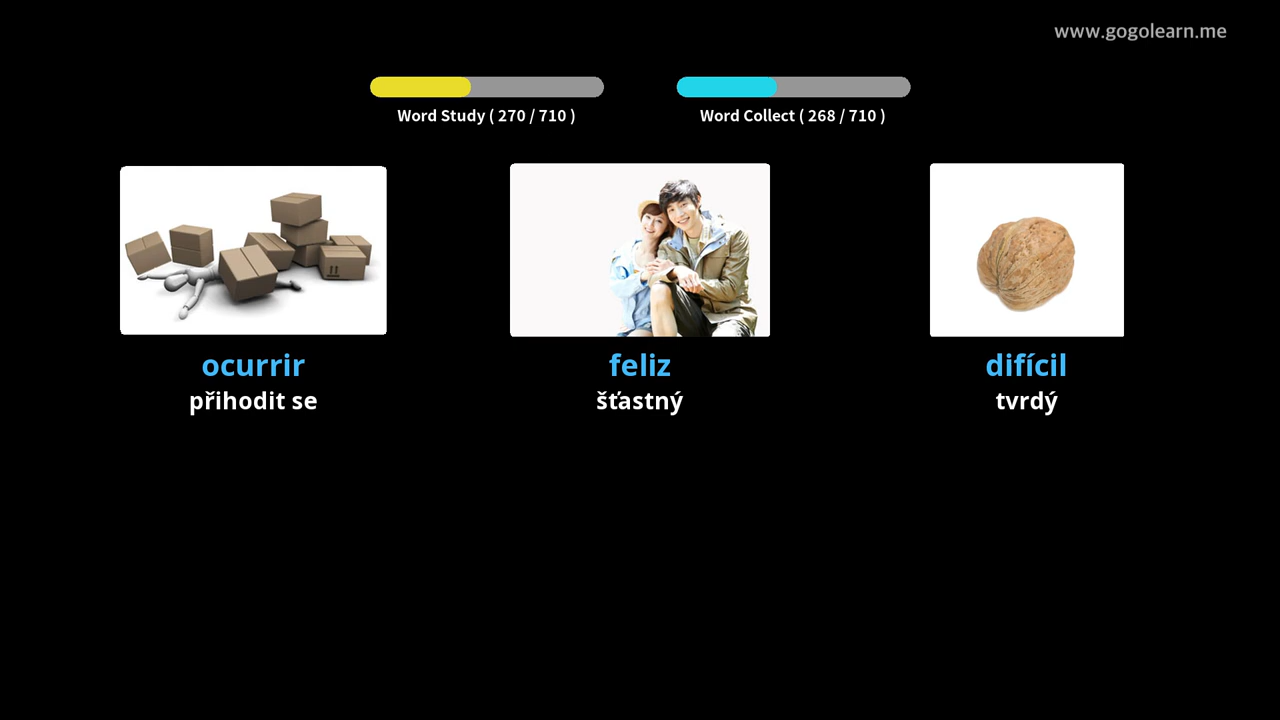 www.gogolearn.me
Word Study ( 270 / 710 )
Word Collect ( 268 / 710 )
ocurrir
přihodit se
feliz
šťastný
difícil
tvrdý